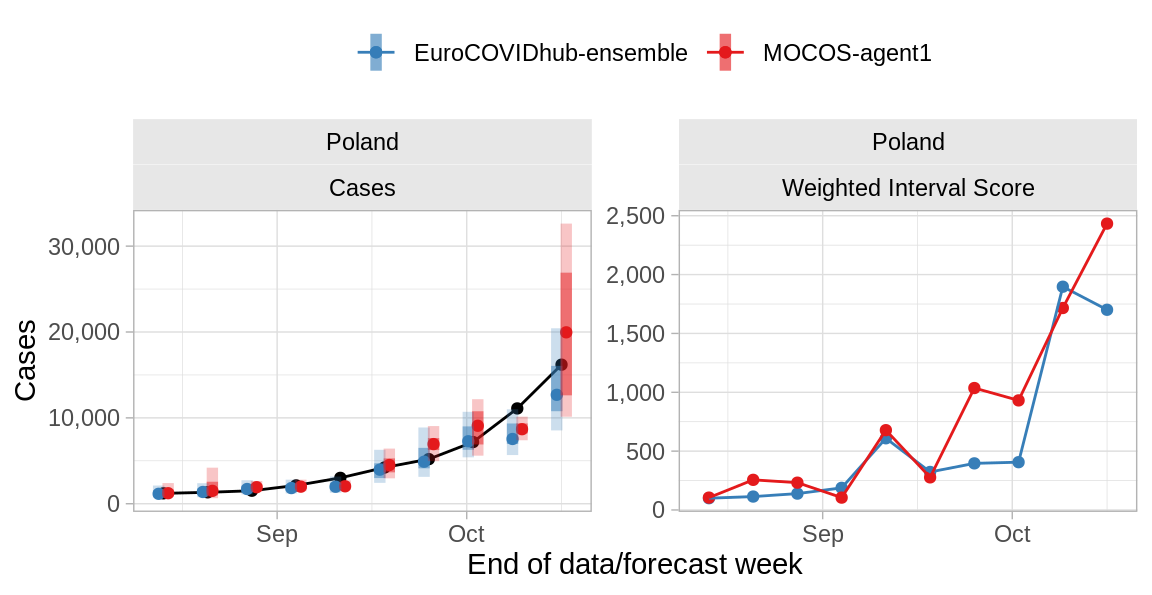 EuroCOVIDhub-ensemble MOCOS-agent1
Poland
Cases
Poland
Weighted Interval Score
Cases
30,000
20,000
10,000
0
Sep Oct
2,500
2,000
1,500
1,000
500
0
Sep Oct
End of data/forecast week